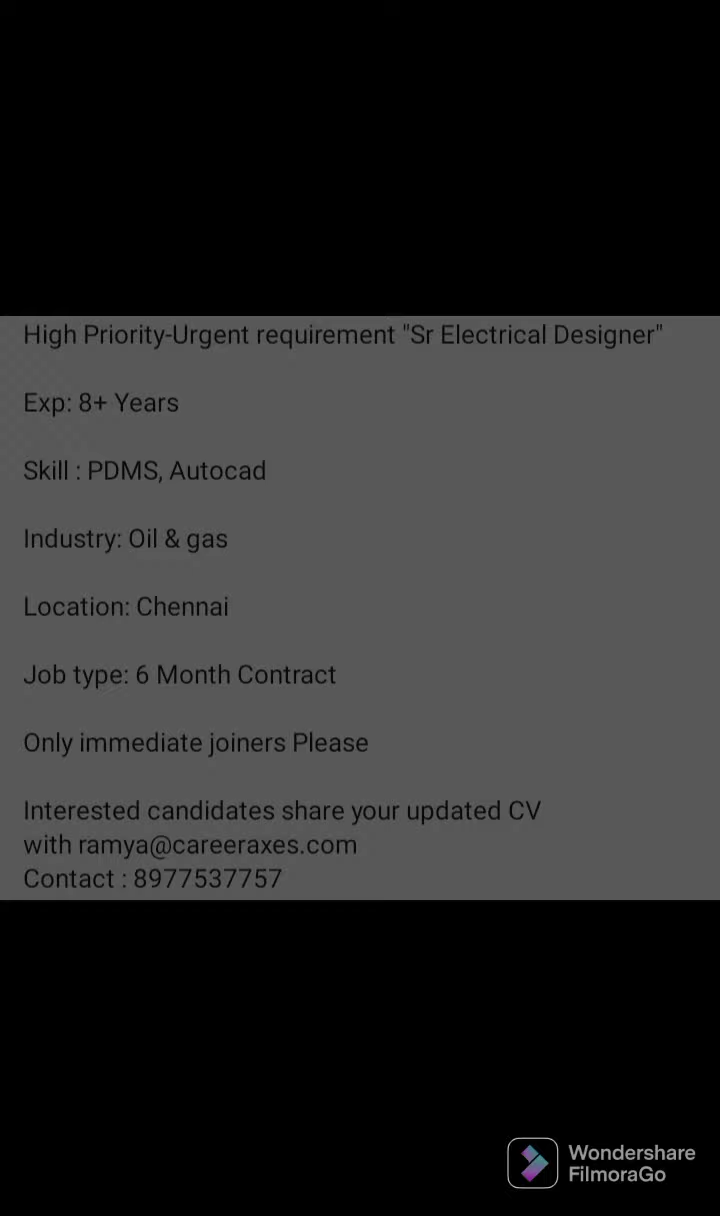 High Priority-Urgent requirement "Sr Electrical Designer"
Exp: 8+ Years
Skill : PDMS, Autocad
Industry: Oil & gas
Location: Chennai
Job type: 6 Month Contract
Only immediate joiners Please
Interested candidates share your updated CV
with ramya@careeraxes.com
Contact : 8977537757
Wondershare
FilmoraGo